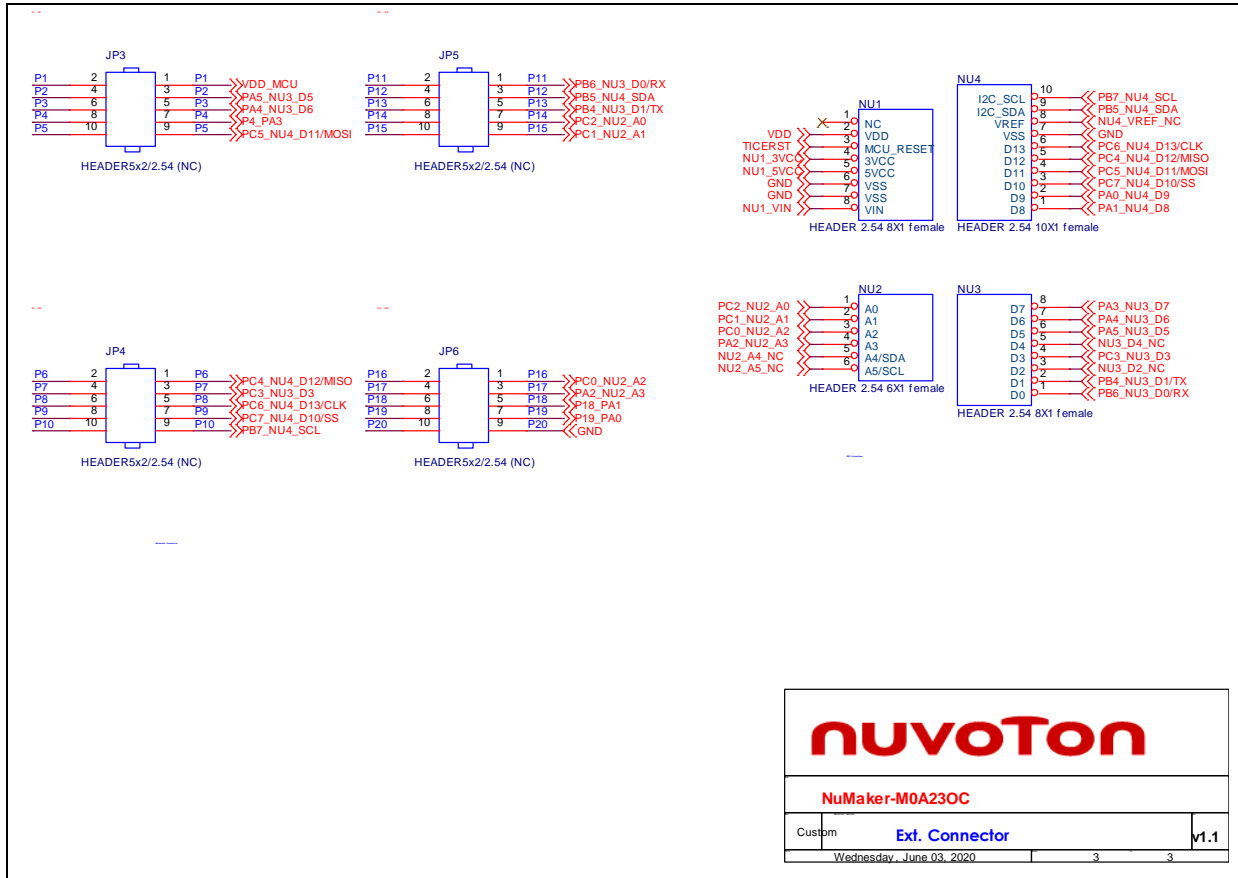 JP3
P1 2 1 P1 VDD_MCU
P2 4 3 P2 PA5_NU3_D5
P3 6 5 P3 PA4_NU3_D6
P4 8 7 P4 P4_PA3
P5 10 9 P5 PC5_NU4_D11/MOSI
HEADER5x2/2.54 (NC)
JP5
P11 2 1 P11 PB6_NU3_D0/RX
P12 4 3 P12 PB5_NU4_SDA
P13 6 5 P13 PB4_NU3_D1/TX
P14 8 7 P14 PC2_NU2_A0
P15 10 9 P15 PC1_NU2_A1
HEADER5x2/2.54 (NC)
NU1
1 NC
VDD 2 VDD
TICERST 3 MCU_RESET
NU1_3VCC 4 3VCC
NU1_5VCC 5 5VCC
GND 6 VSS
GND 7 VSS
NU1_VIN 8 VIN
HEADER 2.54 8X1 female
NU4
I2C_SCL 10 PB7_NU4_SCL
I2C_SDA 9 PB5_NU4_SDA
VREF 8 NU4_VREF_NC
VSS 7 GND
D13 6 PC6_NU4_D13/CLK
D12 5 PC4_NU4_D12/MISO
D11 4 PC5_NU4_D11/MOSI
D10 3 PC7_NU4_D10/SS
D9 2 PA0_NU4_D9
D8 1 PA1_NU4_D8
HEADER 2.54 10X1 female
JP4
P6 2 1 P6 PC4_NU4_D12/MISO
P7 4 3 P7 PC3_NU3_D3
P8 6 5 P8 PC6_NU4_D13/CLK
P9 8 7 P9 PC7_NU4_D10/SS
P10 10 9 P10 PB7_NU4_SCL
HEADER5x2/2.54 (NC)
JP6
P16 2 1 P16 PC0_NU2_A2
P17 4 3 P17 PA2_NU2_A3
P18 6 5 P18 P18_PA1
P19 8 7 P19 P19_PA0
P20 10 9 P20 GND
HEADER5x2/2.54 (NC)
NU2
PC2_NU2_A0 1 A0
PC1_NU2_A1 2 A1
PC0_NU2_A2 3 A2
PA2_NU2_A3 4 A3
NU2_A4_NC 5 A4/SDA
NU2_A5_NC 6 A5/SCL
HEADER 2.54 6X1 female
NU3
D7 8 PA3_NU3_D7
D6 7 PA4_NU3_D6
D5 6 PA5_NU3_D5
D4 5 NU3_D4_NC
D3 4 PC3_NU3_D3
D2 3 NU3_D2_NC
D1 2 PB4_NU3_D1/TX
D0 1 PB6_NU3_D0/RX
HEADER 2.54 8X1 female
nuvoTon
NuMaker-M0A23OC
Custom Ext. Connector v1.1
Wednesday, June 03, 2020 3 3